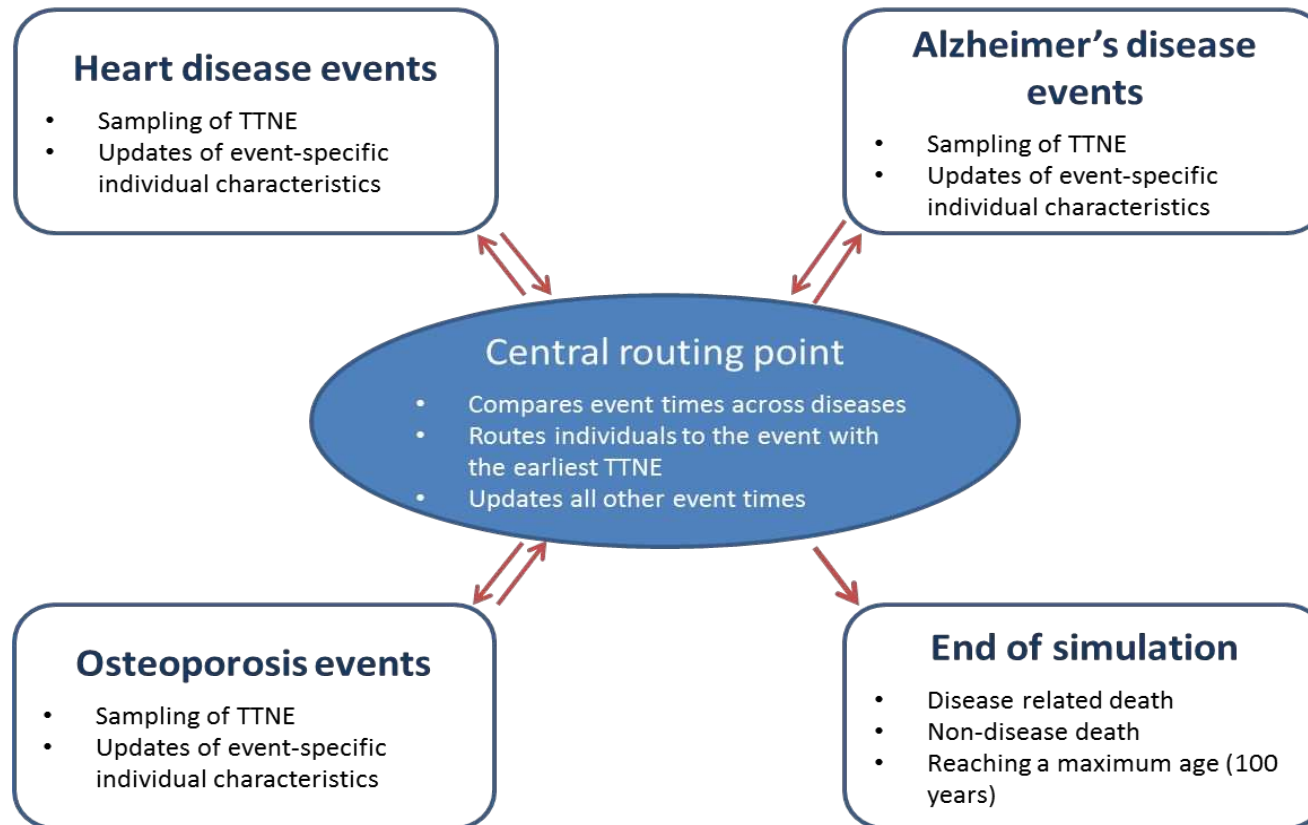 Heart disease events
• Sampling of TTNE
• Updates of event-specific
individual characteristics
Alzheimer’s disease
events
• Sampling of TTNE
• Updates of event-specific
individual characteristics
Central routing point
• Compares event times across diseases
• Routes individuals to the event with
the earliest TTNE
• Updates all other event times
Osteoporosis events
• Sampling of TTNE
• Updates of event-specific
individual characteristics
End of simulation
• Disease related death
• Non-disease death
• Reaching a maximum age (100
years)